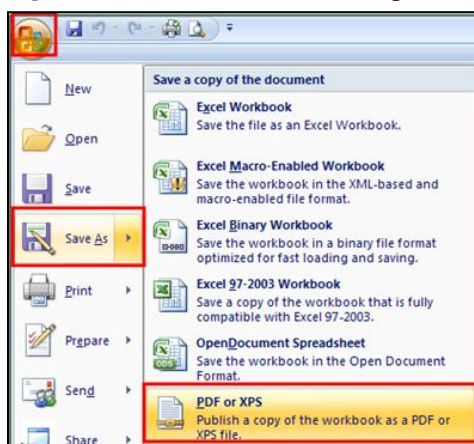 New
Open
Save
Save As
Print
Prepare
Send
Share
Save a copy of the document
Excel Workbook
Save the file as an Excel Workbook.
Excel Macro-Enabled Workbook
Save the workbook in the XML-based and
macro-enabled file format.
Excel Binary Workbook
Save the workbook in a binary file format
optimized for fast loading and saving.
Excel 97-2003 Workbook
Save a copy of the workbook that is fully
compatible with Excel 97-2003.
OpenDocument Spreadsheet
Save the workbook in the Open Document
Format.
PDF or XPS
Publish a copy of the workbook as a PDF or
XPS file.